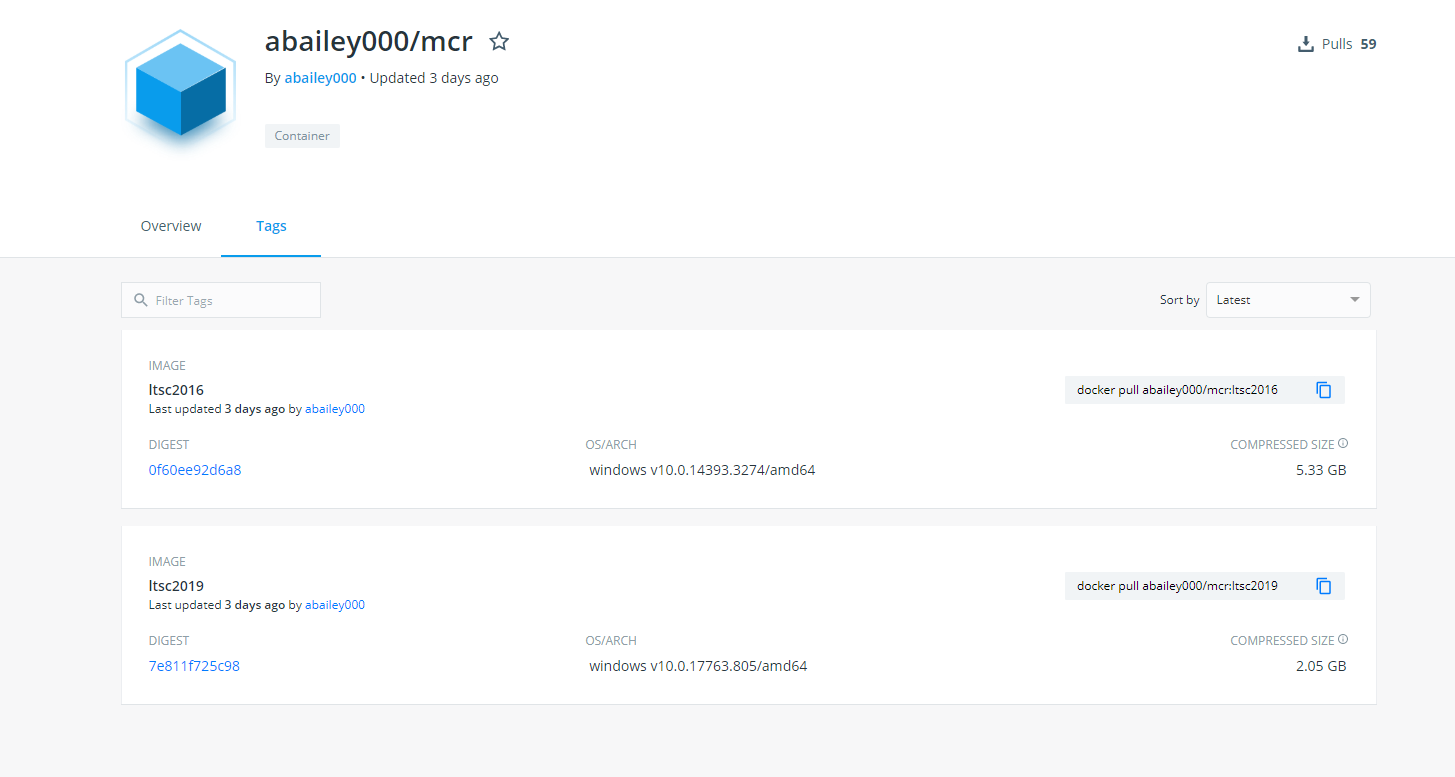 abailey000/mcr
Pulls 59
By abailey000 • Updated 3 days ago
Container
Overview
Tags
Filter Tags
Sort by
Latest
IMAGE
ltsc2016
Last updated 3 days ago by abailey000
docker pull abailey000/mcr:ltsc2016
DIGEST
OS/ARCH
COMPRESSED SIZE
0f60ee92d6a8
windows v10.0.14393.3274/amd64
5.33 GB
IMAGE
ltsc2019
Last updated 3 days ago by abailey000
docker pull abailey000/mcr:ltsc2019
DIGEST
OS/ARCH
COMPRESSED SIZE
7e811f725c98
windows v10.0.17763.805/amd64
2.05 GB